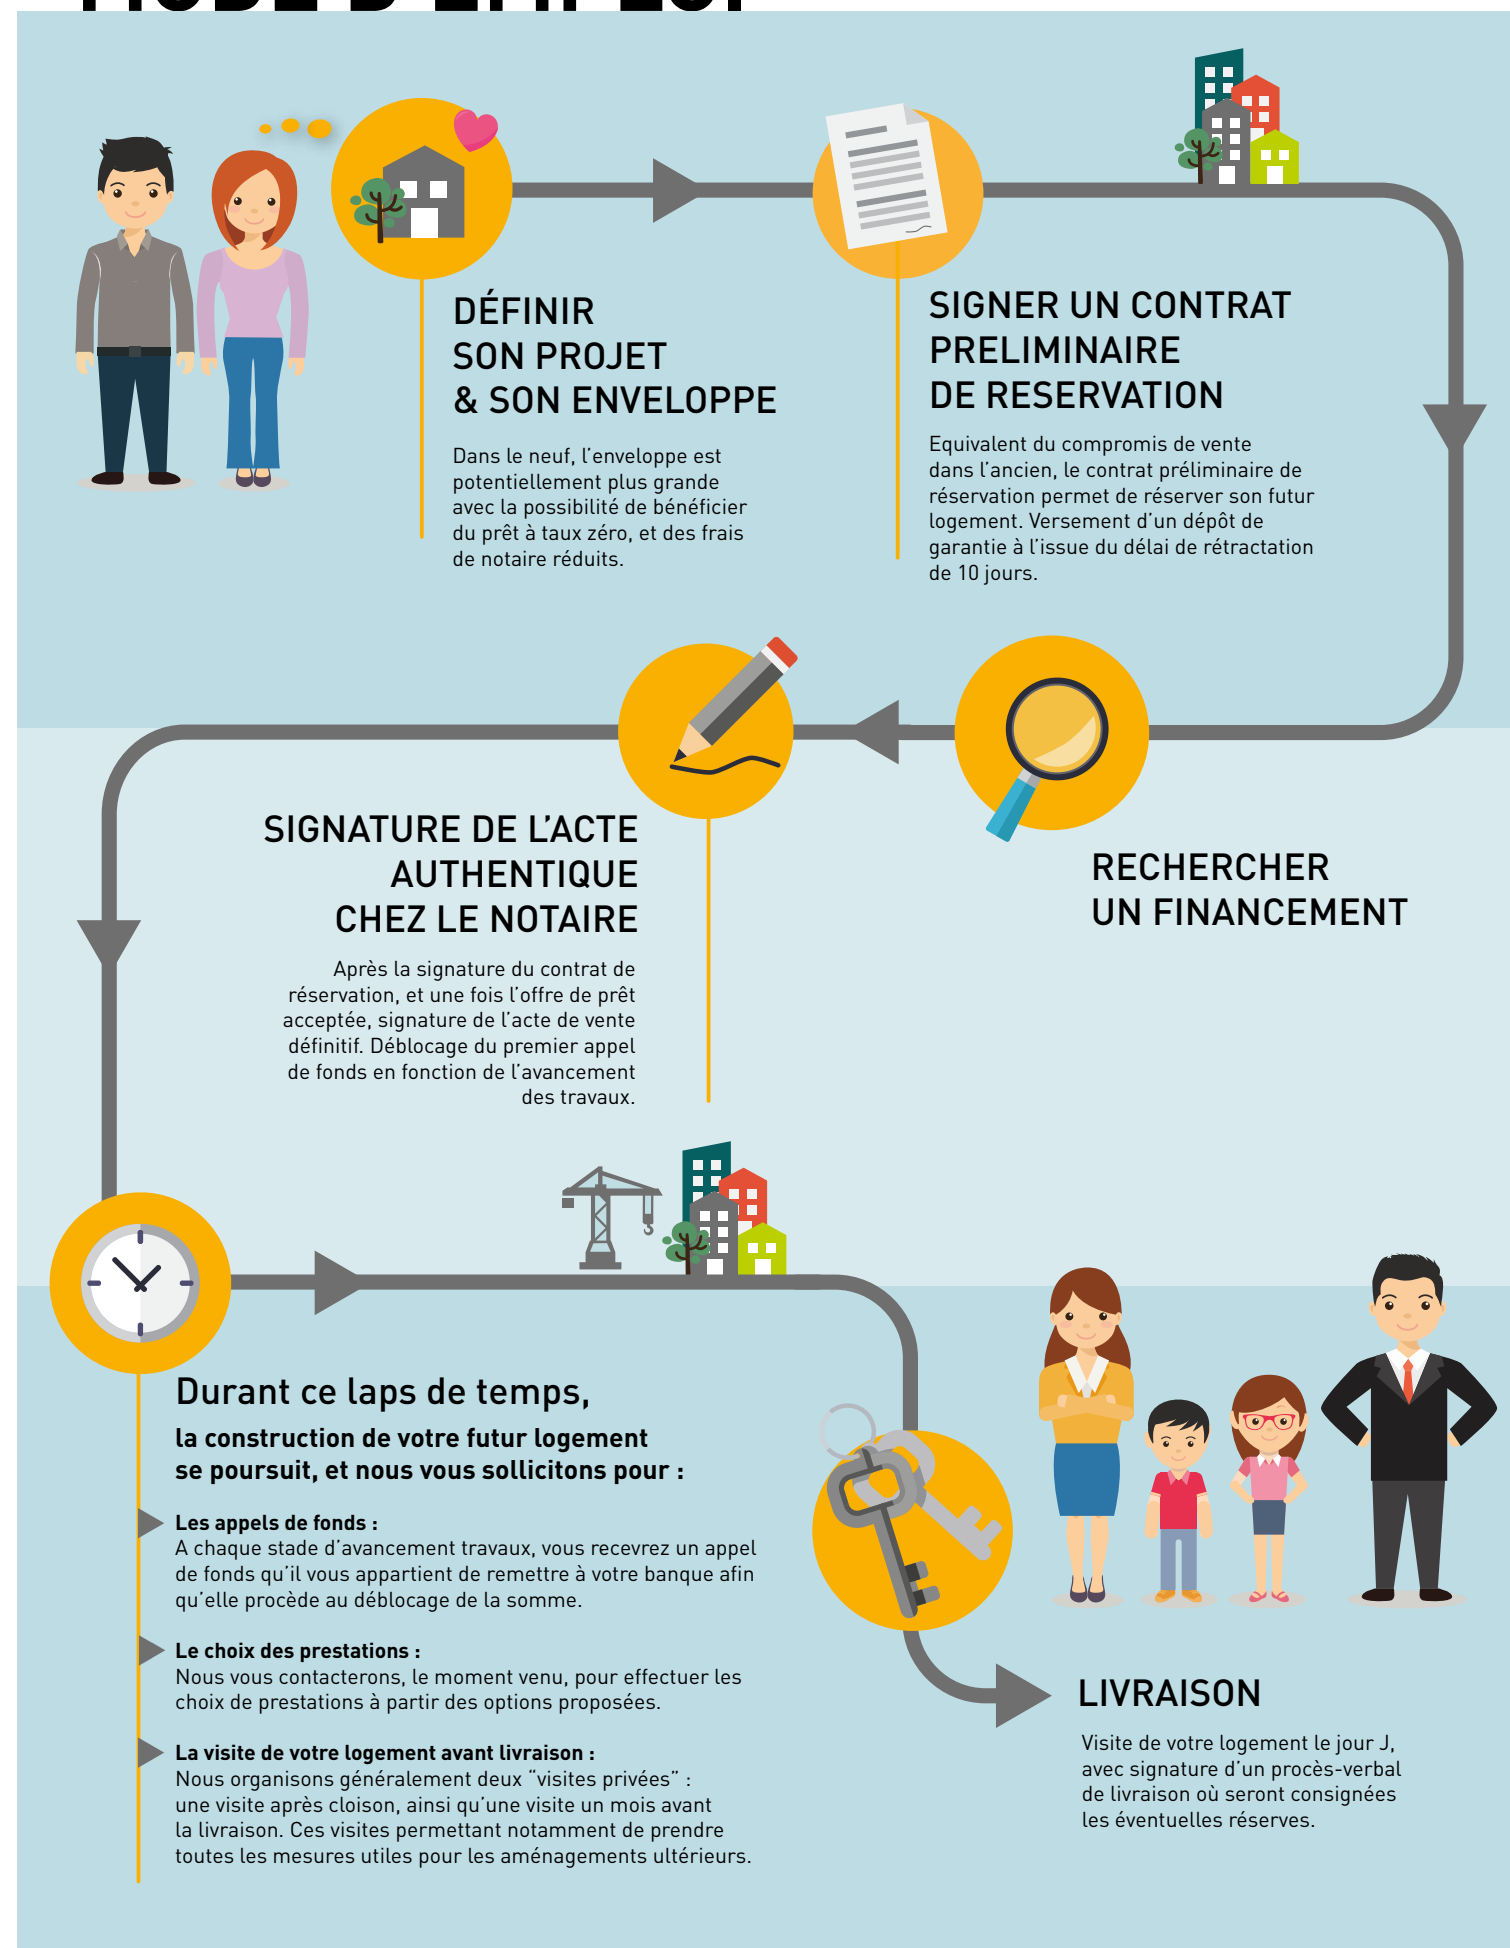 DÉFINIR
SON PROJET
& SON ENVELOPPE
Dans le neuf, l’enveloppe est
potentiellement plus grande
avec la possibilité de bénéficier
du prêt à taux zéro, et des frais
de notaire réduits.
SIGNER UN CONTRAT
PRELIMINAIRE
DE RESERVATION
Equivalent du compromis de vente
dans l’ancien, le contrat préliminaire de
réservation permet de réserver son futur
logement. Versement d’un dépôt de
garantie à l’issue du délai de rétractation
de 10 jours.
RECHERCHER
UN FINANCEMENT
SIGNATURE DE L’ACTE
AUTHENTIQUE
CHEZ LE NOTAIRE
Après la signature du contrat de
réservation, et une fois l’offre de prêt
acceptée, signature de l’acte de vente
définitif. Déblocage du premier appel
de fonds en fonction de l’avancement
des travaux.
Durant ce laps de temps,
la construction de votre futur logement
se poursuit, et nous vous sollicitons pour :
Les appels de fonds :
A chaque stade d’avancement travaux, vous recevrez un appel
de fonds qu’il vous appartient de remettre à votre banque afin
qu’elle procède au déblocage de la somme.
Le choix des prestations :
Nous vous contacterons, le moment venu, pour effectuer les
choix de prestations à partir des options proposées.
La visite de votre logement avant livraison :
Nous organisons généralement deux “visites privées” :
une visite après cloison, ainsi qu’une visite un mois avant
la livraison. Ces visites permettant notamment de prendre
toutes les mesures utiles pour les aménagements ultérieurs.
LIVRAISON
Visite de votre logement le jour J,
avec signature d’un procès-verbal
de livraison où seront consignées
les éventuelles réserves.